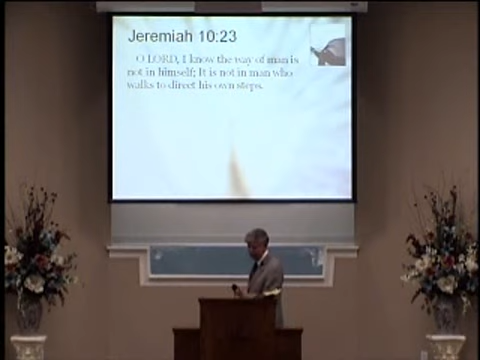 Jeremiah 10:23
O LORD, I know the way of man is
not in himself; It is not in man who
walks to direct his own steps.